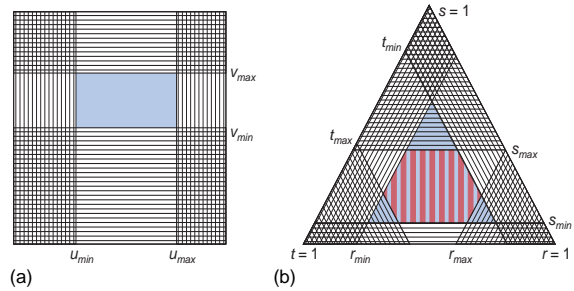 v_max
v_min
u_min
u_max
(a)
s = 1
t_min
t_max
s_max
s_min
t = 1
r_min
r_max
r = 1
(b)